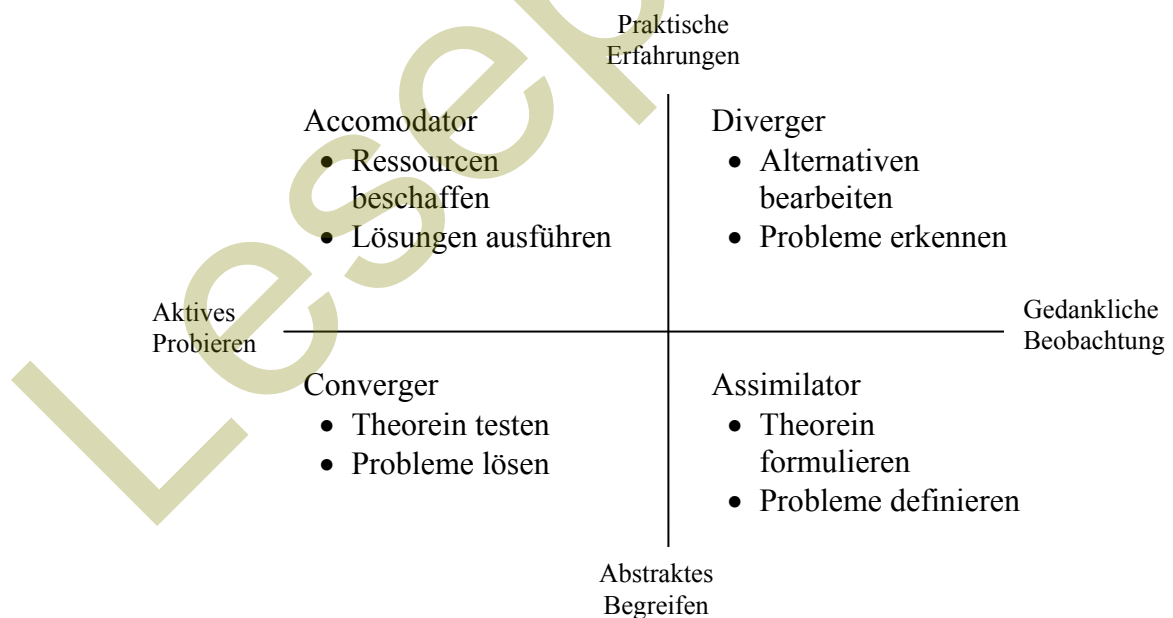 Praktische
Erfahrungen
Accomodator
• Ressourcen
beschaffen
• Lösungen ausführen
Diverger
• Alternativen
bearbeiten
• Probleme erkennen
Aktives
Probieren
Gedankliche
Beobachtung
Converger
• Theorein testen
• Probleme lösen
Assimilator
• Theorein
formulieren
• Probleme definieren
Abstraktes
Begreifen
Lesep